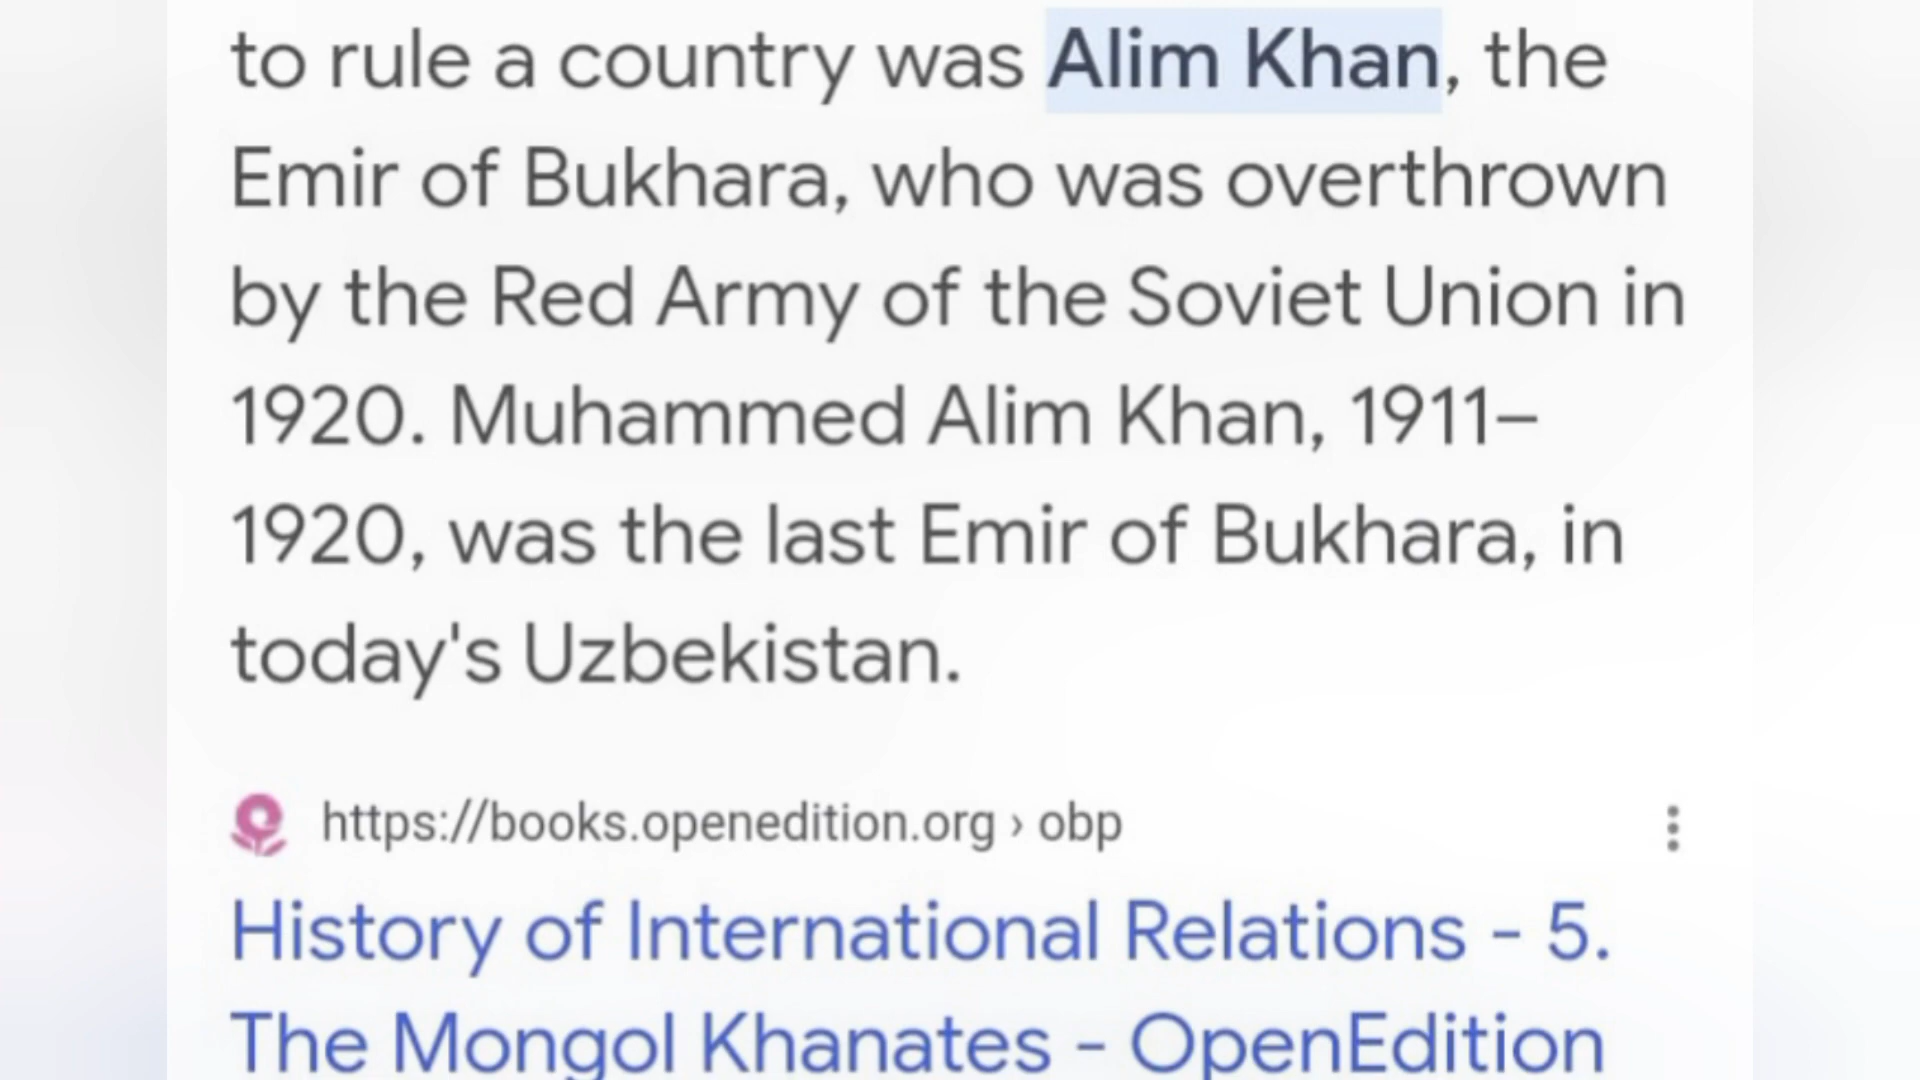 to rule a country was Alim Khan, the
Emir of Bukhara, who was overthrown
by the Red Army of the Soviet Union in
1920. Muhammed Alim Khan, 1911–
1920, was the last Emir of Bukhara, in
today's Uzbekistan.
https://books.openedition.org › obp
History of International Relations - 5.
The Mongol Khanates - OpenEdition